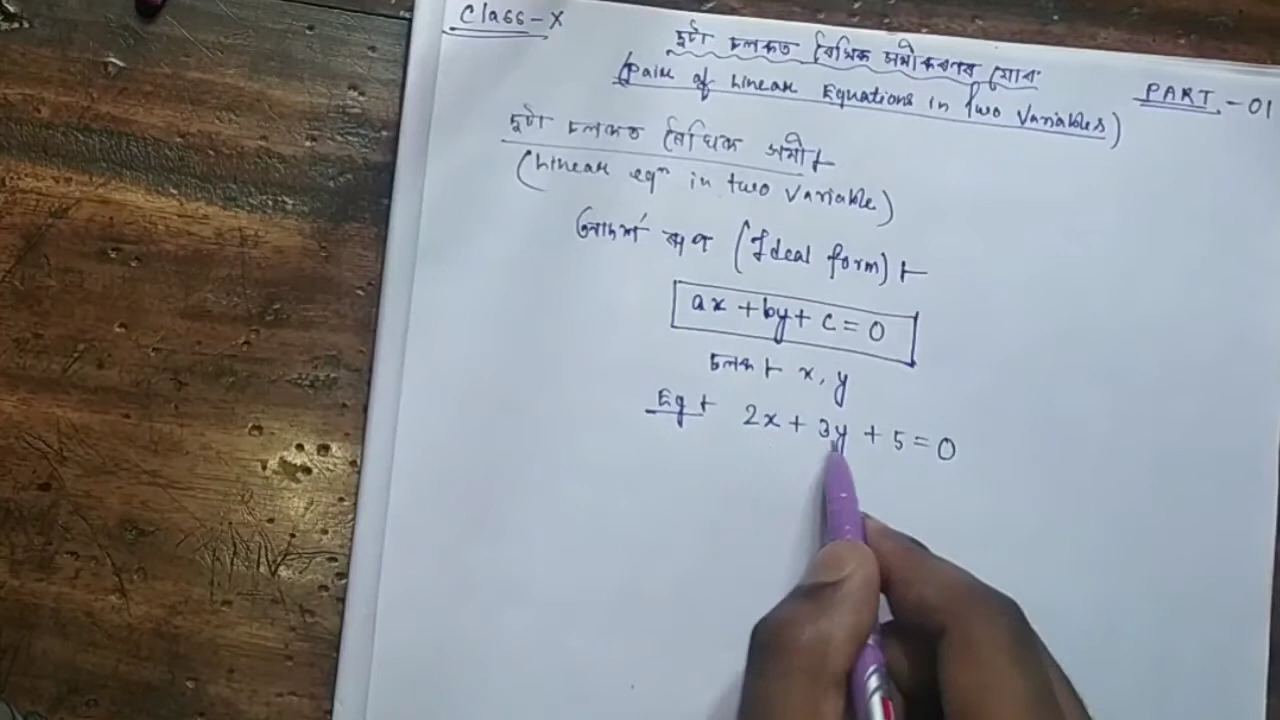 Class-X
দুটা চলকত ৰৈখিক সমীকৰণৰ যোৰ
(Pair of Linear Equations in Two Variables)
PART - 01
দুটা চলকত ৰৈখিক সমী:-
(Linear eqn in two variable)
আদৰ্শ ৰূপ (Ideal form):-
ax + by + c = 0
চলক:- x, y
Eg:- 2x + 3y + 5 = 0